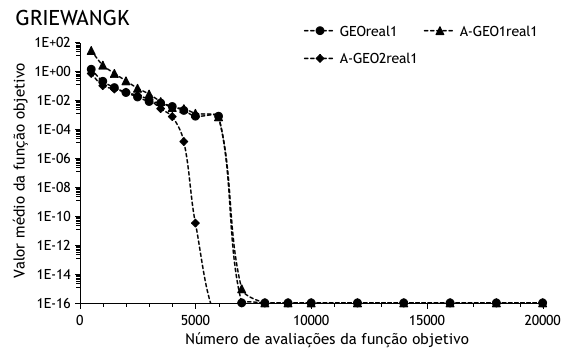 GRIEWANGK
GEOreal1
A-GEO1real1
A-GEO2real1
Valor médio da função objetivo
1E+02
1E+00
1E-02
1E-04
1E-06
1E-08
1E-10
1E-12
1E-14
1E-16
0 5000 10000 15000 20000
Número de avaliações da função objetivo